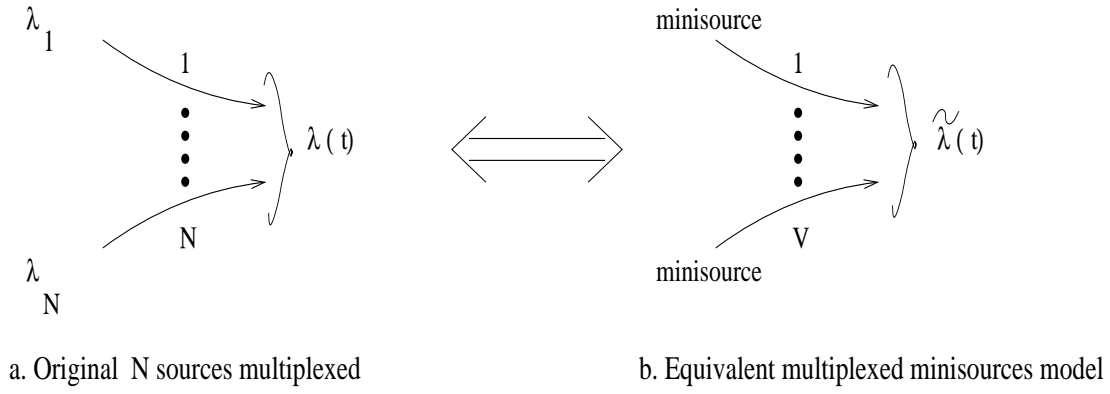 λ 1
1
λ ( t)
N
λ N
a. Original N sources multiplexed
minisource
1
λ̃ ( t)
V
minisource
b. Equivalent multiplexed minisources model